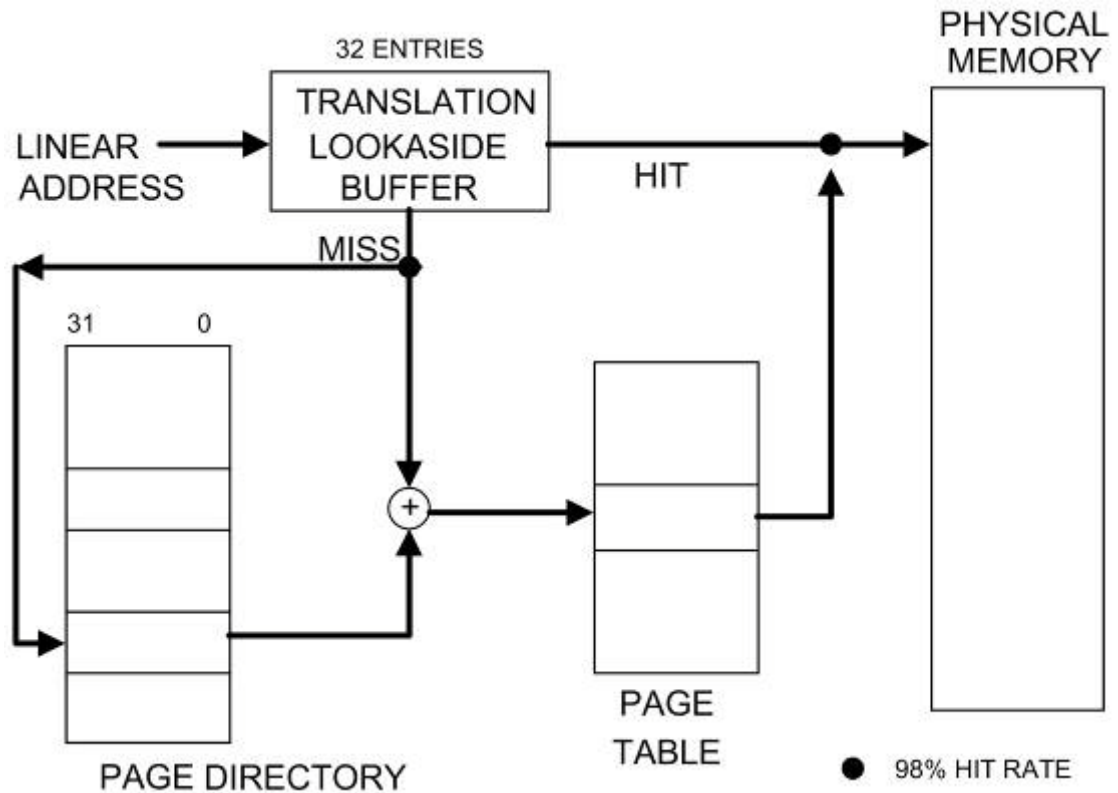 32 ENTRIES
TRANSLATION
LOOKASIDE
BUFFER
LINEAR
ADDRESS
HIT
MISS
PHYSICAL
MEMORY
31 0
+
PAGE DIRECTORY
PAGE
TABLE
98% HIT RATE